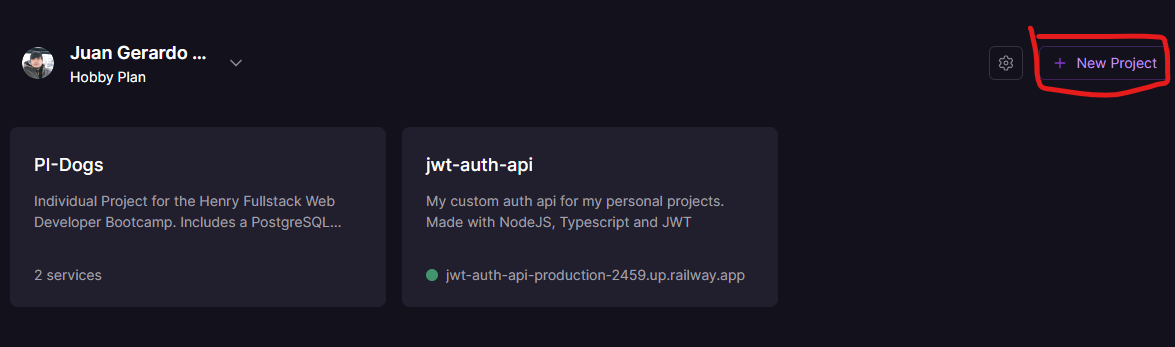 Juan Gerardo ...
Hobby Plan
+ New Project
PI-Dogs
Individual Project for the Henry Fullstack Web
Developer Bootcamp. Includes a PostgreSQL...
2 services
jwt-auth-api
My custom auth api for my personal projects.
Made with NodeJS, Typescript and JWT
jwt-auth-api-production-2459.up.railway.app